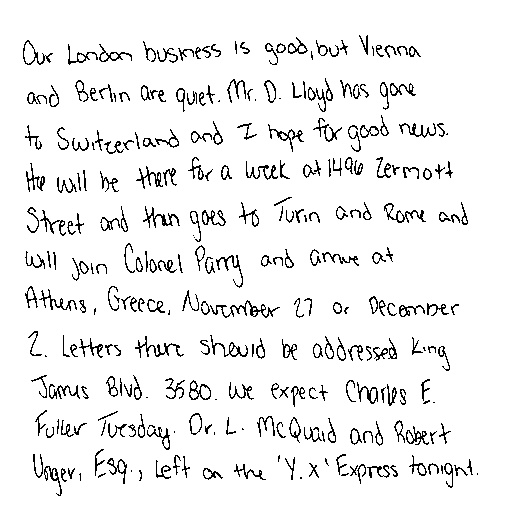 Our London business is good, but Vienna
and Berlin are quiet. Mr. D. Lloyd has gone
to Switzerland and I hope for good news.
He will be there for a week at 1496 Zermott
Street and then goes to Turin and Rome and
will join Colonel Parry and arrive at
Athens, Greece, November 27 or December
2. Letters there should be addressed King
James Blvd. 3580. We expect Charles E.
Fuller Tuesday. Dr. L. McQuaid and Robert
Unger, Esq., left on the 'Y.X' Express tonight.